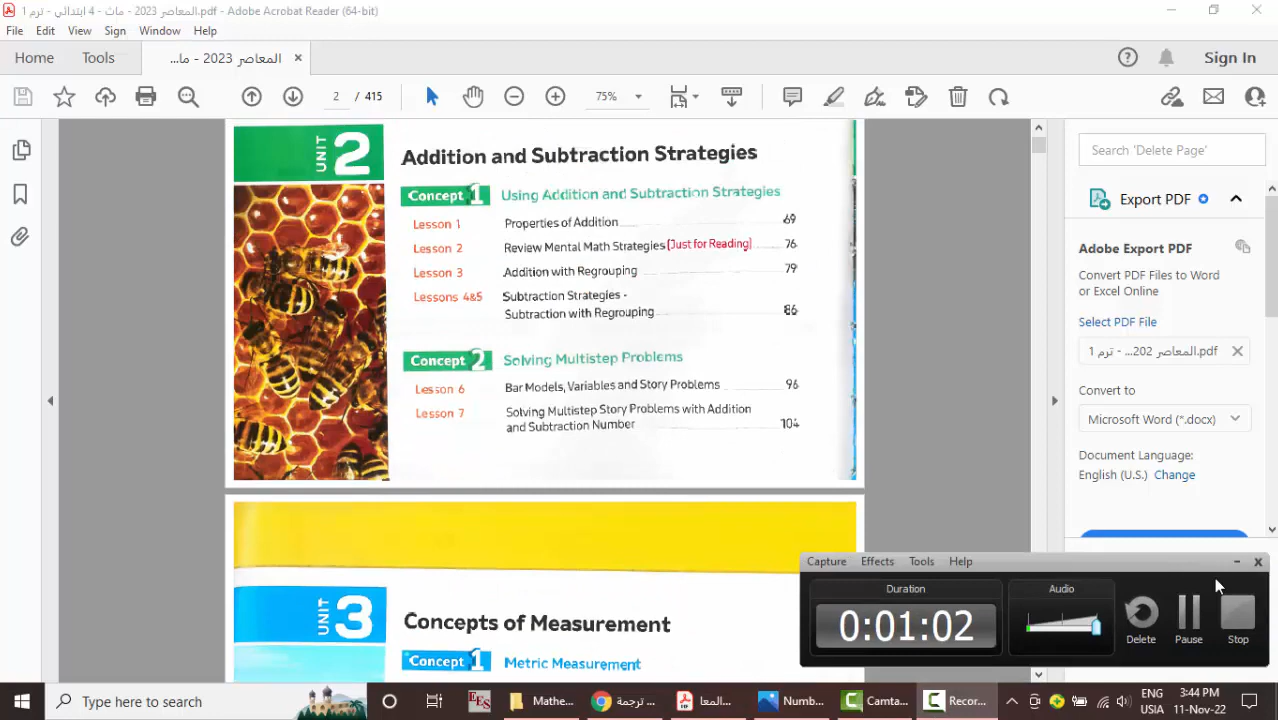 المعاصر 2023 - ماث - 4 ابتدائي - ترم 1.pdf - Adobe Acrobat Reader (64-bit)
File Edit View Sign Window Help
Home Tools المعاصر 2023 - ما... × Sign In
2 / 415 75%
UNIT 2
Addition and Subtraction Strategies
Concept 1 Using Addition and Subtraction Strategies
Lesson 1 Properties of Addition 69
Lesson 2 Review Mental Math Strategies (Just for Reading) 76
Lesson 3 Addition with Regrouping 79
Lessons 4&5 Subtraction Strategies -
Subtraction with Regrouping 86
Concept 2 Solving Multistep Problems
Lesson 6 Bar Models, Variables and Story Problems 96
Lesson 7 Solving Multistep Story Problems with Addition
and Subtraction Number 104
UNIT 3
Concepts of Measurement
Concept 1 Metric Measurement
Search 'Delete Page'
Export PDF
Adobe Export PDF
Convert PDF Files to Word
or Excel Online
Select PDF File
المعاصر 202... - ترم 1.pdf
Convert to
Microsoft Word (*.docx)
Document Language:
English (U.S.) Change
Capture Effects Tools Help
Duration Audio
0:01:02
Delete Pause Stop
Type here to search
EES
Mathe...
ترجمة ...
المعا...
Numb...
Camta...
Recor...
ENG
USIA
3:44 PM
11-Nov-22